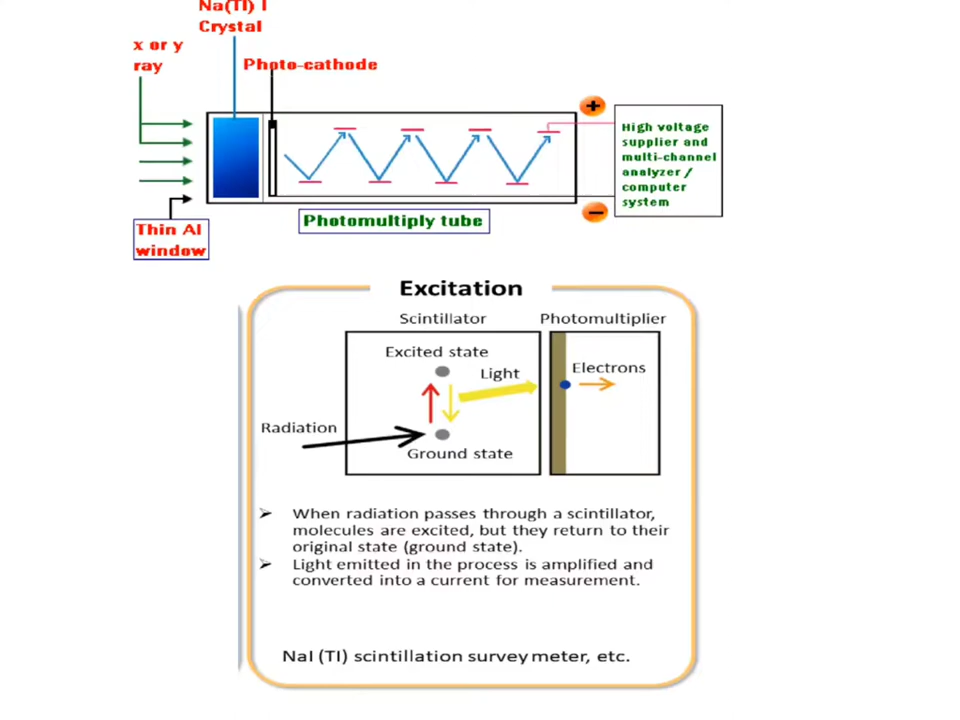 Na(Tl) I
Crystal
x or y
ray
Photo-cathode
+
High voltage
supplier and
multi-channel
analyzer /
computer
system
−
Photomultiply tube
Thin Al
window
Excitation
Scintillator
Photomultiplier
Excited state
Light
Electrons
Radiation
Ground state
➢ When radiation passes through a scintillator,
molecules are excited, but they return to their
original state (ground state).
➢ Light emitted in the process is amplified and
converted into a current for measurement.
NaI (Tl) scintillation survey meter, etc.